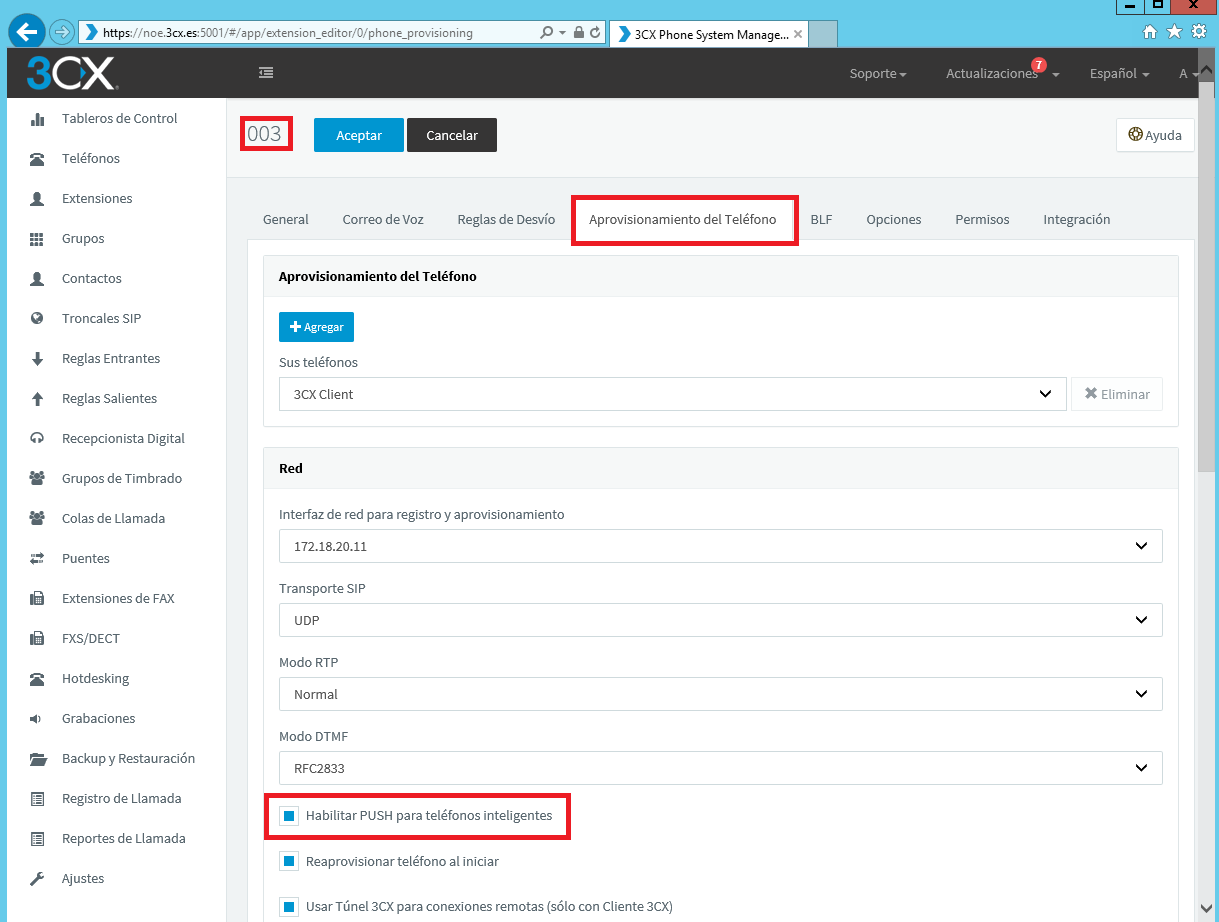 https://noe.3cx.es:5001/#/app/extension_editor/0/phone_provisioning
3CX Phone System Manage...
3CX
Soporte
Actualizaciones
7
Español
A
Tableros de Control
Teléfonos
Extensiones
Grupos
Contactos
Troncales SIP
Reglas Entrantes
Reglas Salientes
Recepcionista Digital
Grupos de Timbrado
Colas de Llamada
Puentes
Extensiones de FAX
FXS/DECT
Hotdesking
Grabaciones
Backup y Restauración
Registro de Llamada
Reportes de Llamada
Ajustes
003
Aceptar
Cancelar
Ayuda
General
Correo de Voz
Reglas de Desvío
Aprovisionamiento del Teléfono
BLF
Opciones
Permisos
Integración
Aprovisionamiento del Teléfono
Agregar
Sus teléfonos
3CX Client
Eliminar
Red
Interfaz de red para registro y aprovisionamiento
172.18.20.11
Transporte SIP
UDP
Modo RTP
Normal
Modo DTMF
RFC2833
Habilitar PUSH para teléfonos inteligentes
Reaprovisionar teléfono al iniciar
Usar Túnel 3CX para conexiones remotas (sólo con Cliente 3CX)